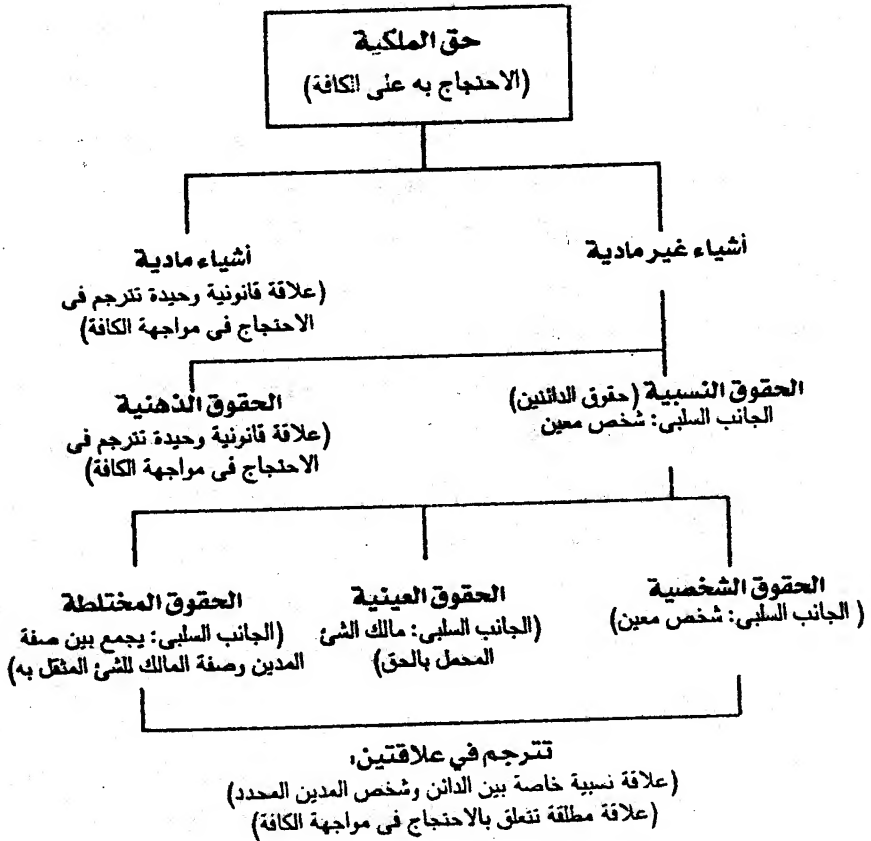 حق الملكية
(الاحتجاج به على الكافة)
أشياء غير مادية
أشياء مادية
(علاقة قانونية وحيدة تترجم فى
الاحتجاج فى مواجهة الكافة)
الحقوق النسبية (حقوق الدائنين)
الجانب السلبى: شخص معين
الحقوق الذهنية
(علاقة قانونية وحيدة تترجم فى
الاحتجاج فى مواجهة الكافة)
الحقوق الشخصية
( الجانب السلبى: شخص معين)
الحقوق العينية
(الجانب السلبى: مالك الشئ
المحمل بالحق)
الحقوق المختلطة
(الجانب السلبى: يجمع بين صفة
المدين وصفة المالك للشئ المثقل به)
تترجم في علاقتين:
(علاقة نسبية خاصة بين الدائن وشخص المدين المحدد)
(علاقة مطلقة تتعلق بالاحتجاج فى مواجهة الكافة)